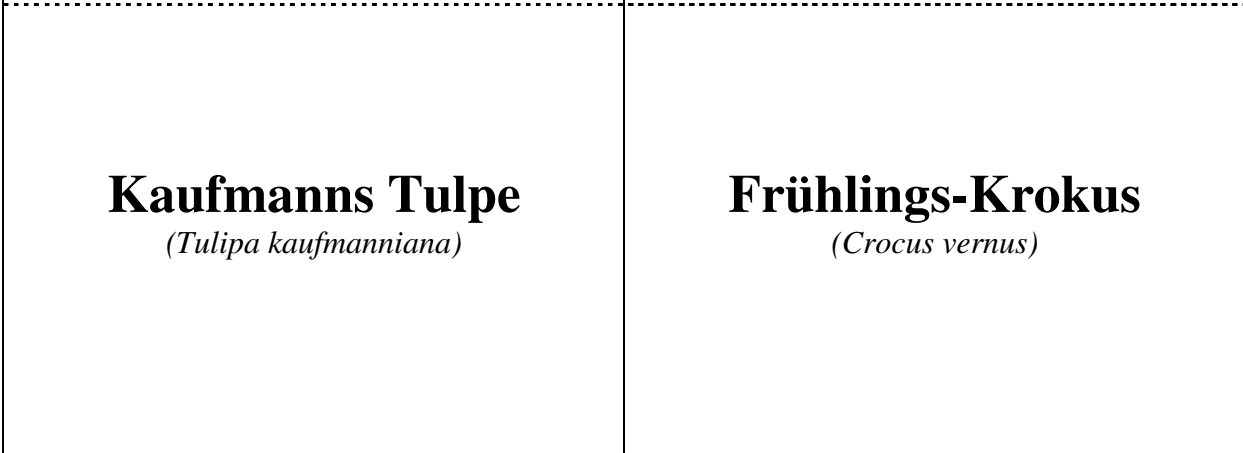 Kaufmanns Tulpe
(Tulipa kaufmanniana)
Frühlings-Krokus
(Crocus vernus)